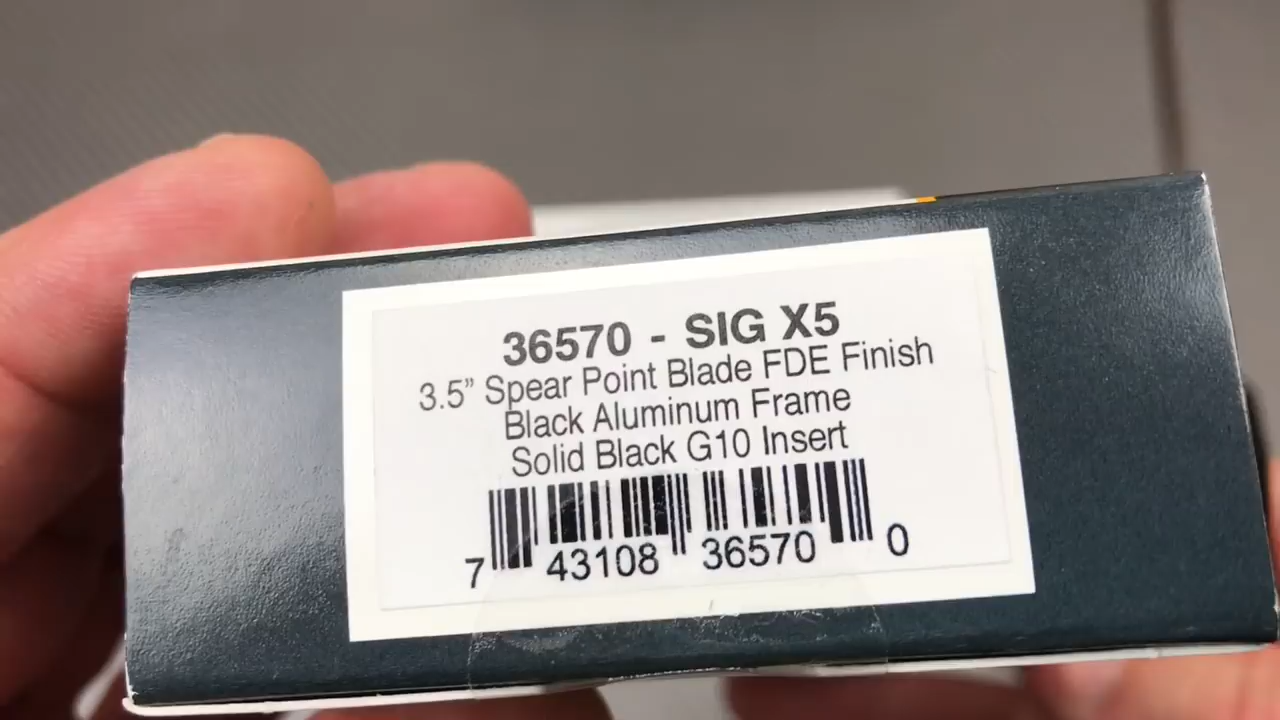 36570 - SIG X5
3.5” Spear Point Blade FDE Finish
Black Aluminum Frame
Solid Black G10 Insert
7 43108 36570 0